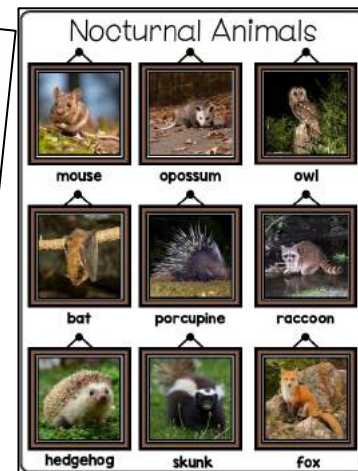 Nocturnal Animals
mouse opossum owl
bat porcupine raccoon
hedgehog skunk fox